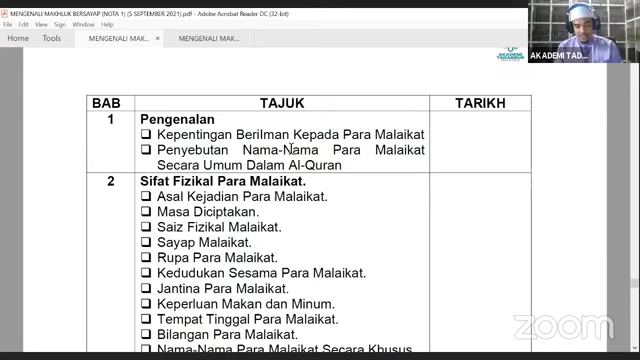 MENGENALI MAKHLUK BERSAYAP (NOTA 1) (5 SEPTEMBER 2021).pdf - Adobe Acrobat Reader DC (32-bit)
File Edit View Sign Window Help
Home Tools MENGENALI MAK... × MENGENALI MAK...
AKADEMI TADABBUR
AKADEMI TAD...
BAB TAJUK TARIKH
1 Pengenalan
❑ Kepentingan Berilman Kepada Para Malaikat
❑ Penyebutan Nama-Nama Para Malaikat
Secara Umum Dalam Al-Quran
2 Sifat Fizikal Para Malaikat.
❑ Asal Kejadian Para Malaikat.
❑ Masa Diciptakan.
❑ Saiz Fizikal Malaikat.
❑ Sayap Malaikat.
❑ Rupa Para Malaikat.
❑ Kedudukan Sesama Para Malaikat.
❑ Jantina Para Malaikat.
❑ Keperluan Makan dan Minum.
❑ Tempat Tinggal Para Malaikat.
❑ Bilangan Para Malaikat.
❑ Nama-Nama Para Malaikat Secara Khusus
zoom